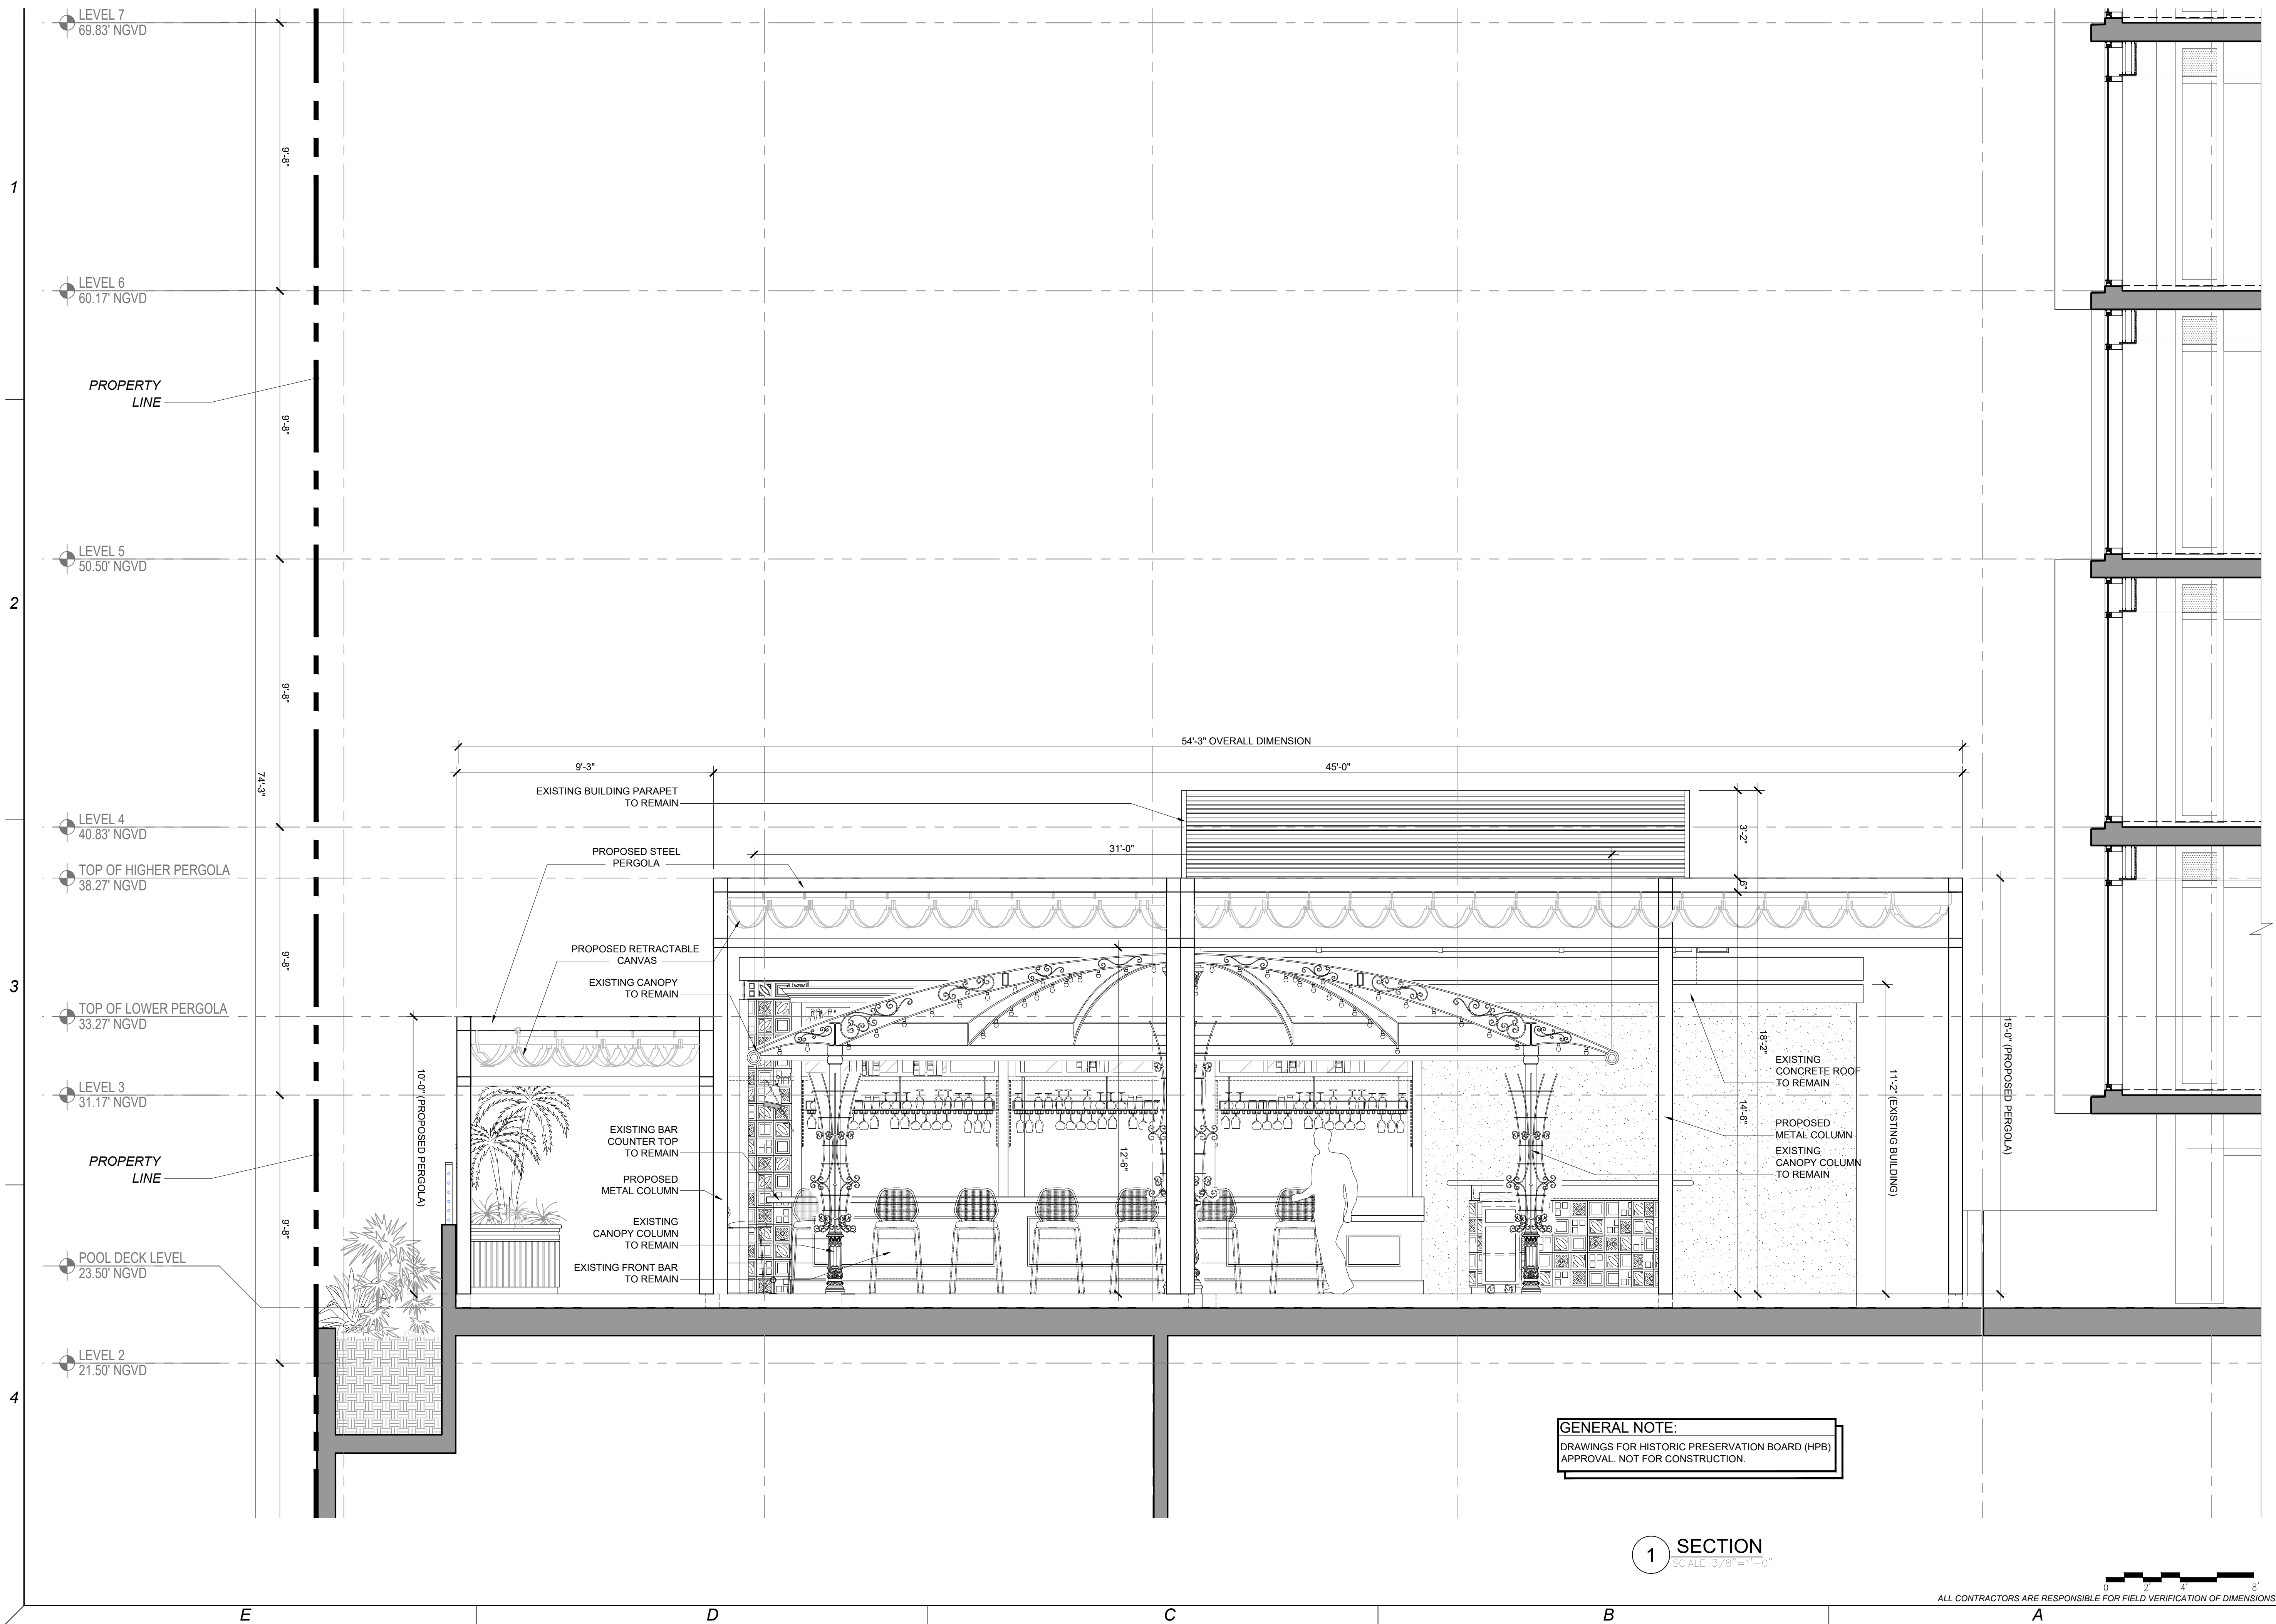 LEVEL 7
69.83' NGVD
9'-8"
1
LEVEL 6
60.17' NGVD
PROPERTY
LINE
9'-8"
LEVEL 5
50.50' NGVD
2
9'-8"
74'-3"
54'-3" OVERALL DIMENSION
9'-3"
45'-0"
EXISTING BUILDING PARAPET
TO REMAIN
LEVEL 4
40.83' NGVD
3'-2"
PROPOSED STEEL
PERGOLA
31'-0"
TOP OF HIGHER PERGOLA
38.27' NGVD
6"
PROPOSED RETRACTABLE
CANVAS
9'-8"
3
EXISTING CANOPY
TO REMAIN
TOP OF LOWER PERGOLA
33.27' NGVD
18'-2"
15'-0" (PROPOSED PERGOLA)
EXISTING
CONCRETE ROOF
TO REMAIN
LEVEL 3
31.17' NGVD
10'-0" (PROPOSED PERGOLA)
11'-2" (EXISTING BUILDING)
14'-6"
EXISTING BAR
COUNTER TOP
TO REMAIN
PROPOSED
METAL COLUMN
EXISTING
CANOPY COLUMN
TO REMAIN
12'-6"
PROPERTY
LINE
PROPOSED
METAL COLUMN
EXISTING
CANOPY COLUMN
TO REMAIN
9'-8"
EXISTING FRONT BAR
TO REMAIN
POOL DECK LEVEL
23.50' NGVD
LEVEL 2
21.50' NGVD
4
GENERAL NOTE:
DRAWINGS FOR HISTORIC PRESERVATION BOARD (HPB)
APPROVAL. NOT FOR CONSTRUCTION.
1 SECTION
SCALE 3/8"=1'-0"
0 2' 4' 8'
ALL CONTRACTORS ARE RESPONSIBLE FOR FIELD VERIFICATION OF DIMENSIONS
E D C B A